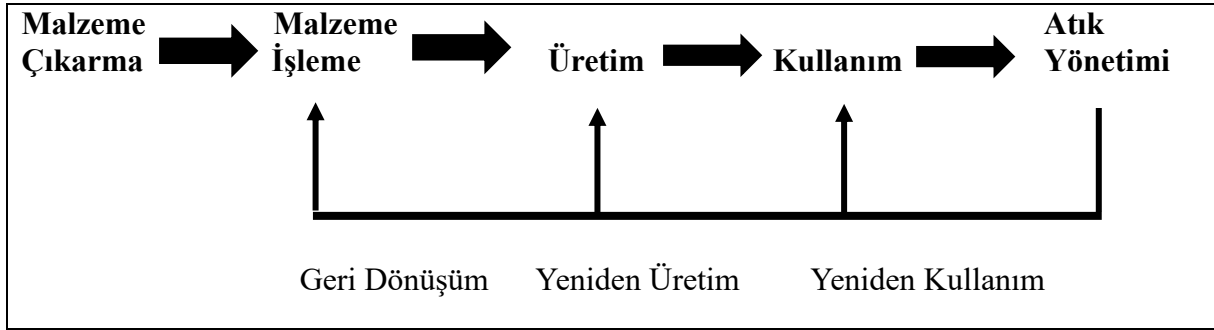 Malzeme Çıkarma
Malzeme İşleme
Üretim
Kullanım
Atık Yönetimi
Geri Dönüşüm
Yeniden Üretim
Yeniden Kullanım